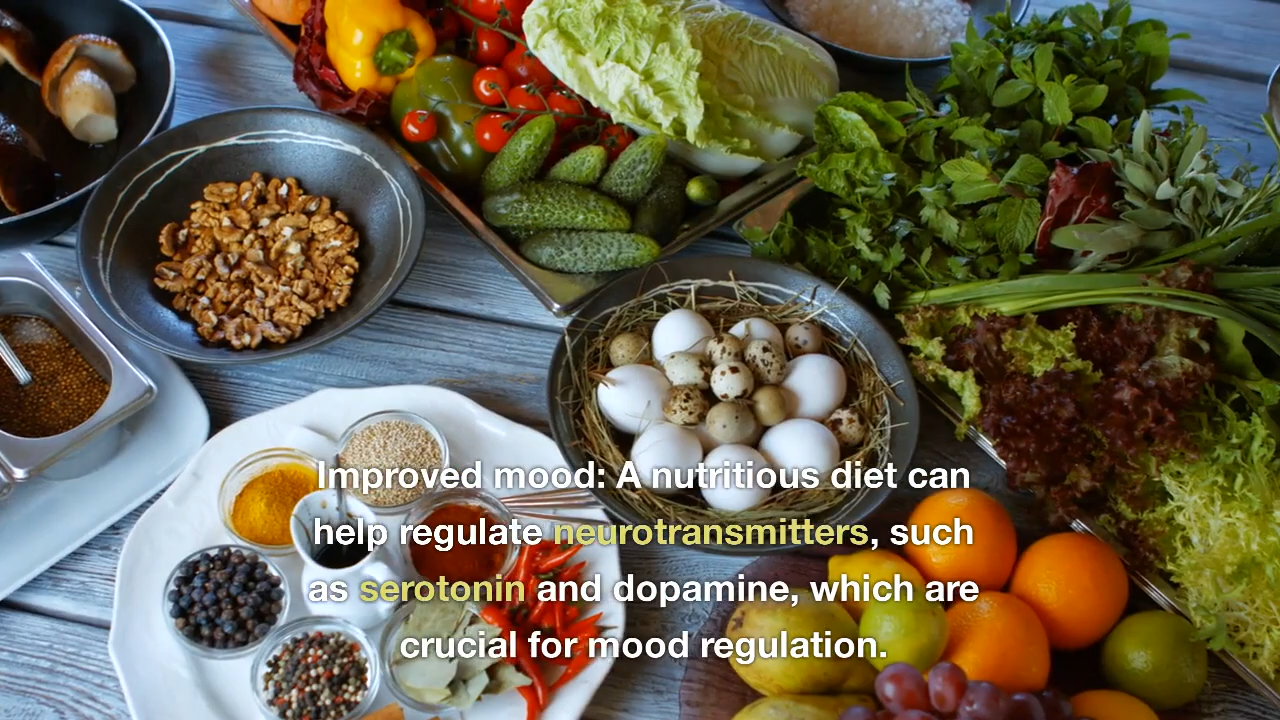 Improved mood: A nutritious diet can
help regulate neurotransmitters, such
as serotonin and dopamine, which are
crucial for mood regulation.